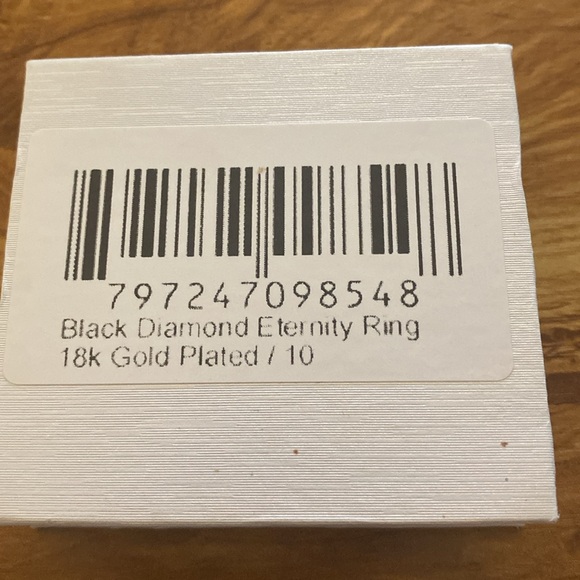 797247098548
Black Diamond Eternity Ring
18k Gold Plated / 10